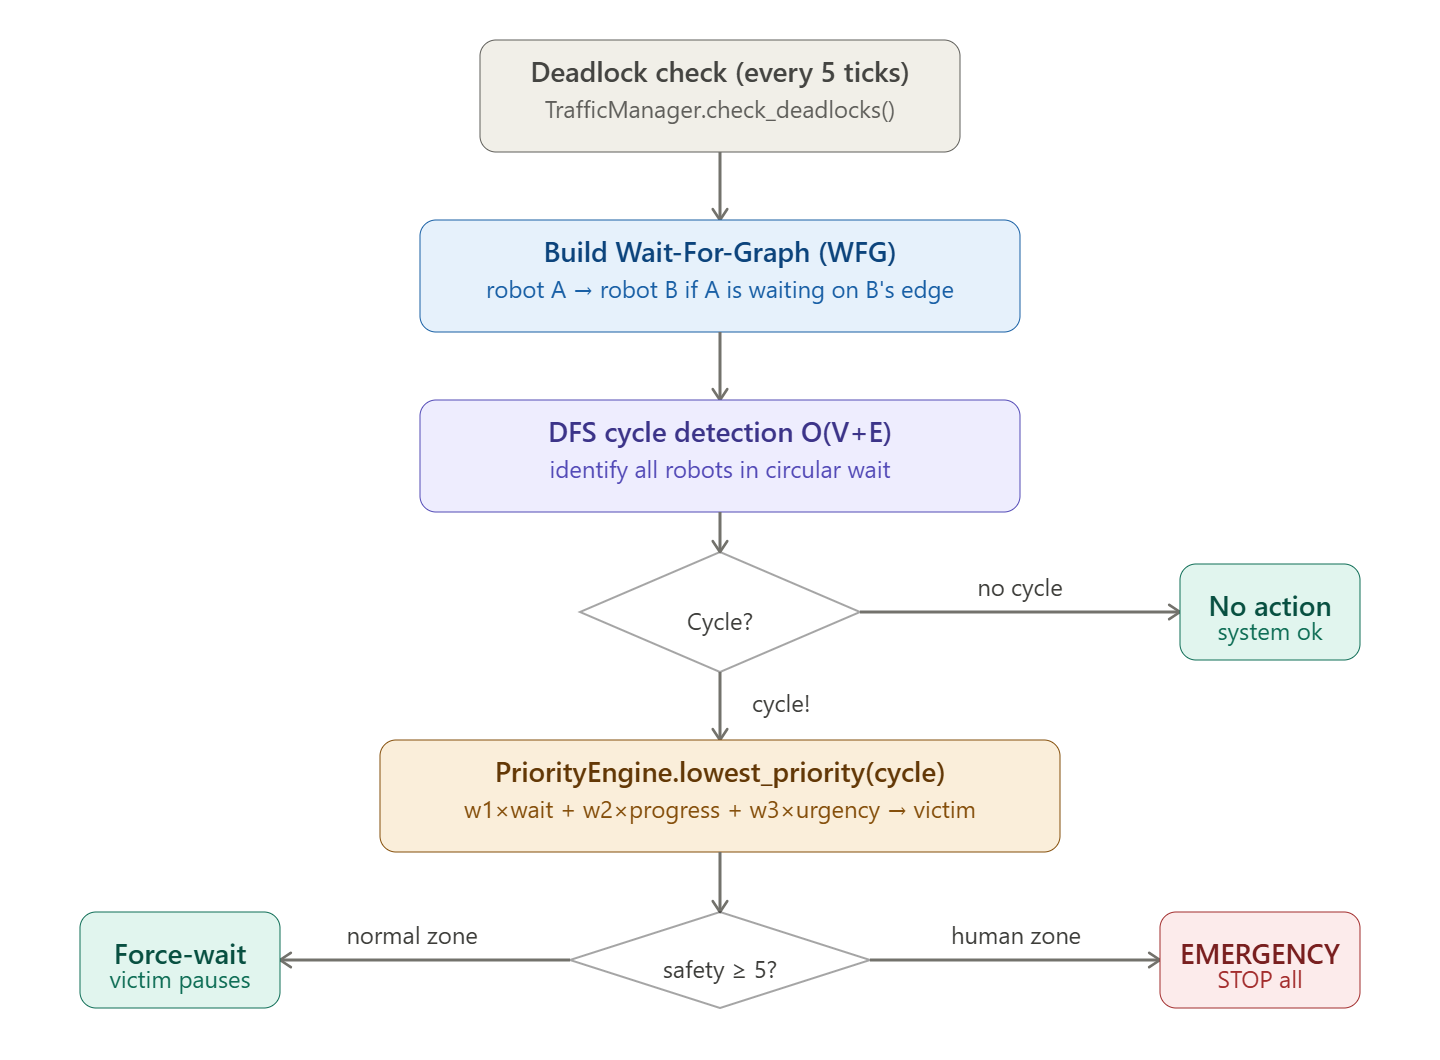 Deadlock check (every 5 ticks)
TrafficManager.check_deadlocks()
Build Wait-For-Graph (WFG)
robot A → robot B if A is waiting on B's edge
DFS cycle detection O(V+E)
identify all robots in circular wait
Cycle?
no cycle
No action
system ok
cycle!
PriorityEngine.lowest_priority(cycle)
w1×wait + w2×progress + w3×urgency → victim
Force-wait
victim pauses
normal zone
safety ≥ 5?
human zone
EMERGENCY
STOP all